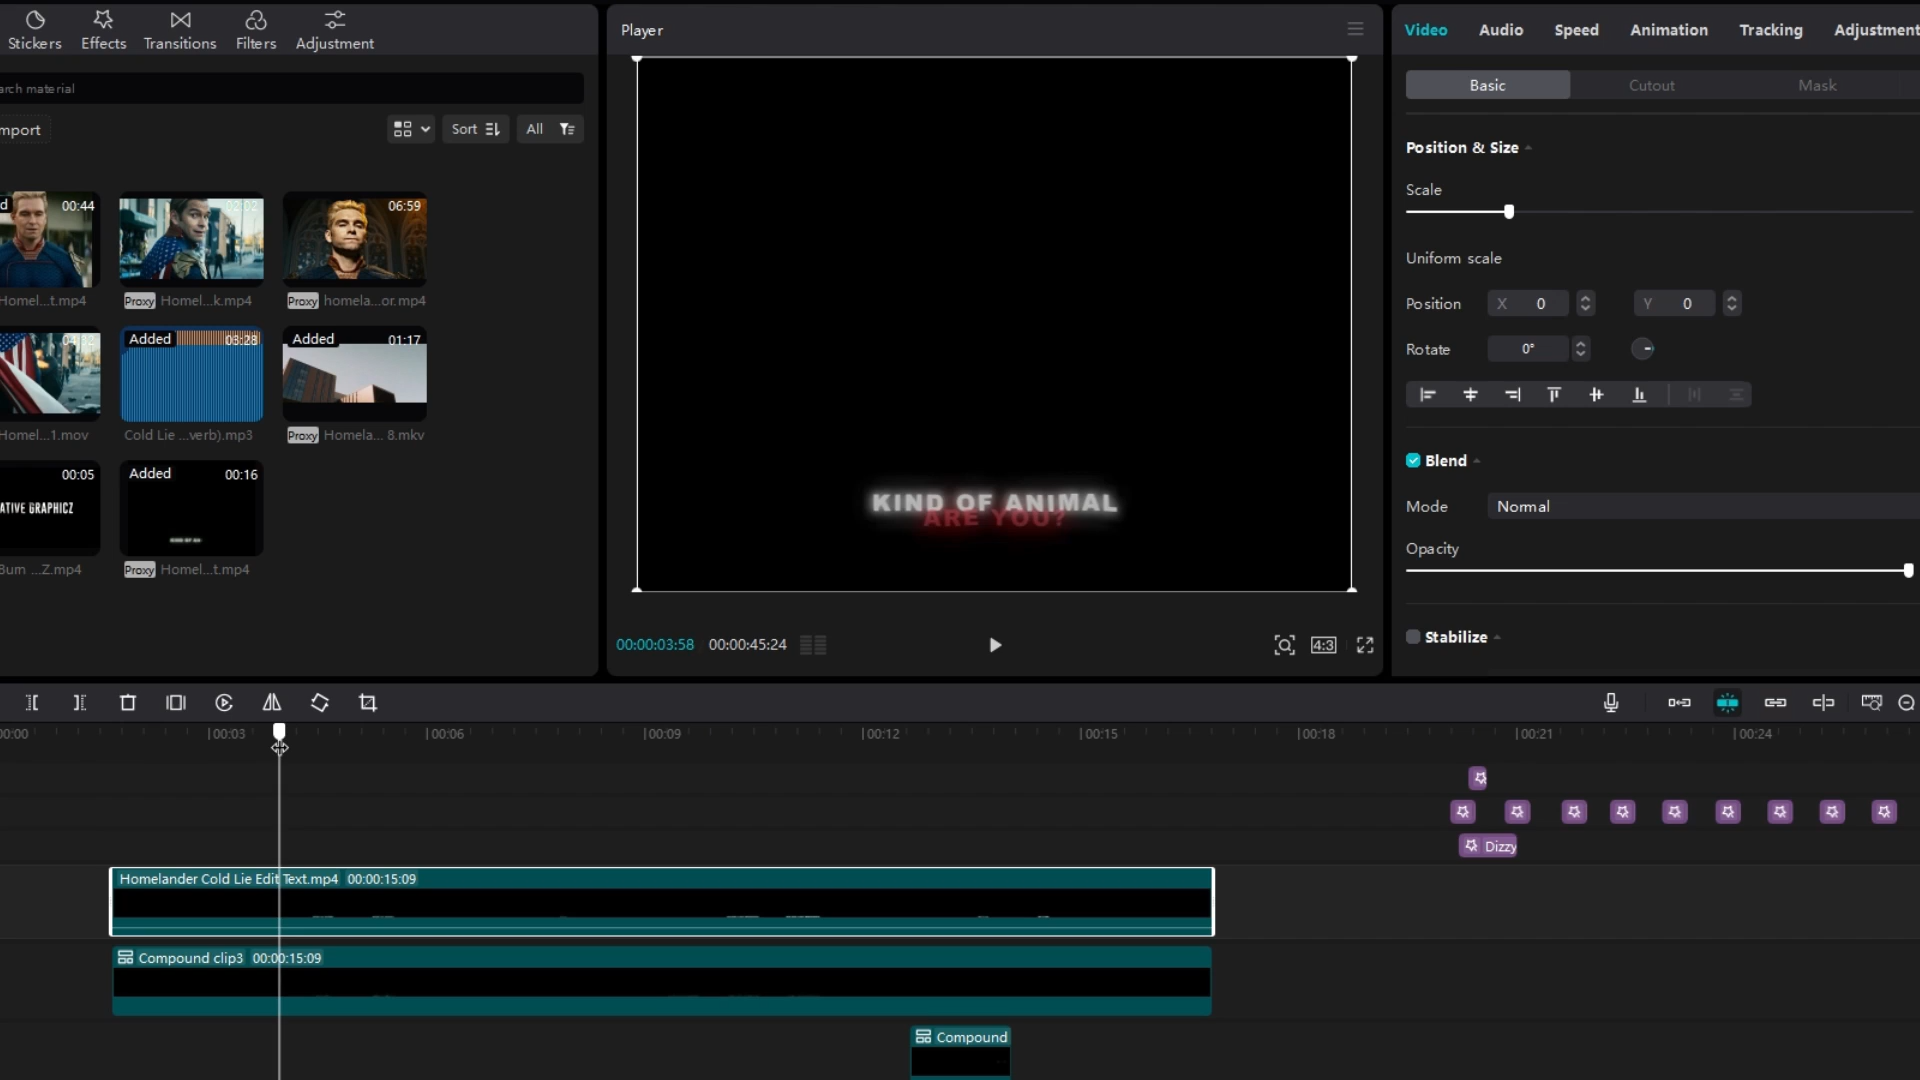 Stickers
Effects
Transitions
Filters
Adjustment
arch material
mport
Sort
All
d
00:44
02:02
06:59
Homel...t.mp4
Proxy Homel...k.mp4
Proxy homela...or.mp4
Added
03:28
Added
01:17
Homel...1.mov
Cold Lie ...verb).mp3
Proxy Homela... 8.mkv
00:05
ATIVE GRAPHICZ
Added
00:16
Bum ...Z.mp4
Proxy Homel...t.mp4
Player
KIND OF ANIMAL
ARE YOU?
00:00:03:58
00:00:45:24
4:3
Video
Audio
Speed
Animation
Tracking
Adjustment
Basic
Cutout
Mask
Position & Size
Scale
Uniform scale
Position
X 0
Y 0
Rotate
0°
Blend
Mode
Normal
Opacity
Stabilize
00:00
00:03
00:06
00:09
00:12
00:15
00:18
00:21
00:24
Dizzy
Homelander Cold Lie Edit Text.mp4 00:00:15:09
Compound clip3 00:00:15:09
Compound